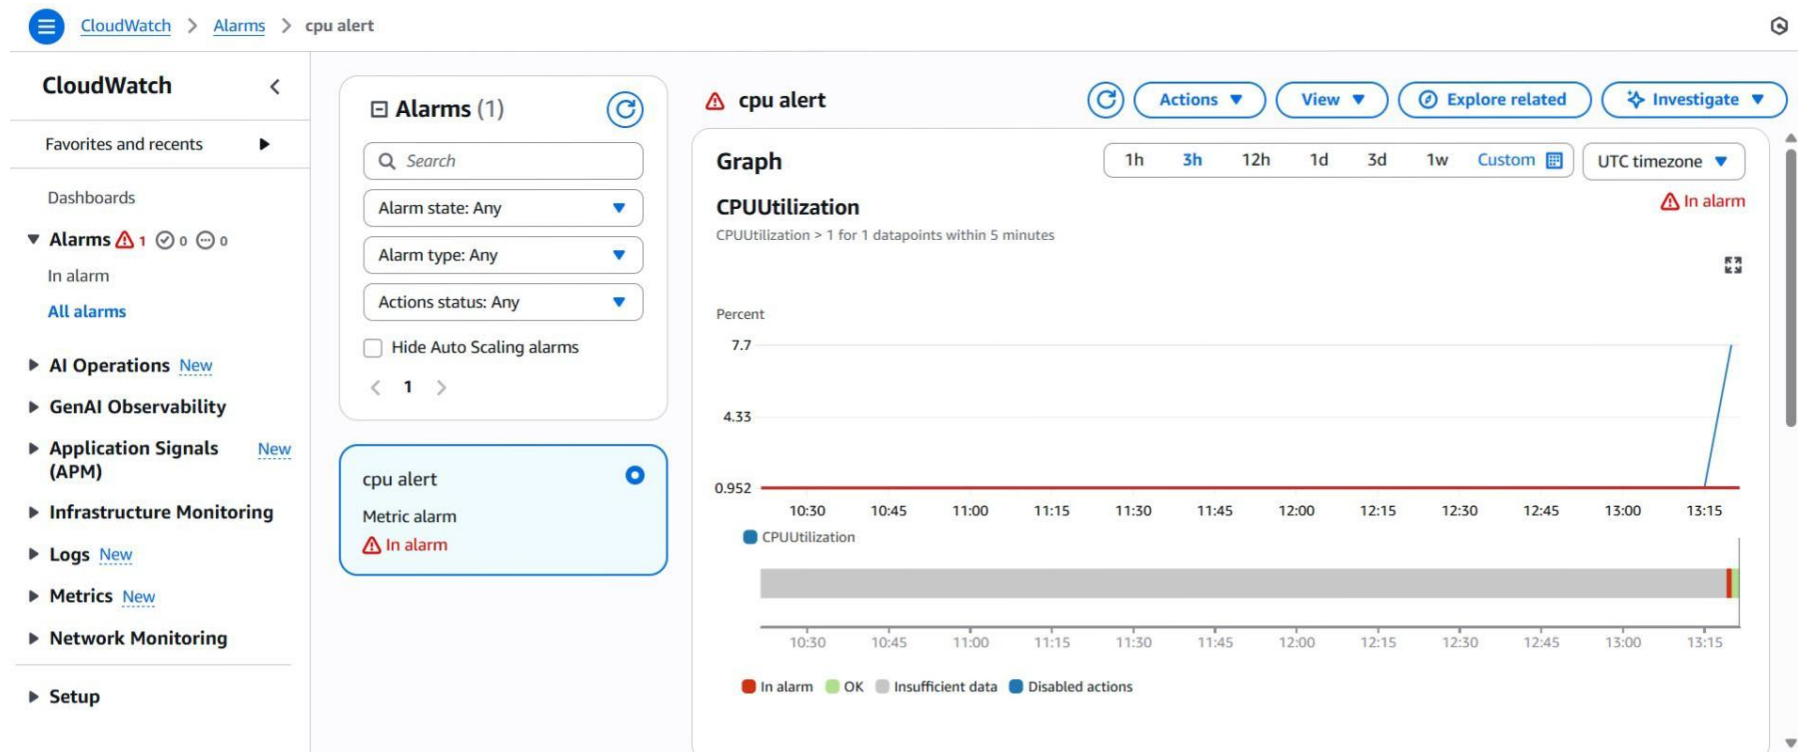 CloudWatch > Alarms > cpu alert
CloudWatch
Favorites and recents
Dashboards
Alarms 1 0 0
In alarm
All alarms
AI Operations New
GenAI Observability
Application Signals New
(APM)
Infrastructure Monitoring
Logs New
Metrics New
Network Monitoring
Setup
Alarms (1)
Search
Alarm state: Any
Alarm type: Any
Actions status: Any
Hide Auto Scaling alarms
< 1 >
cpu alert
Metric alarm
In alarm
cpu alert
Actions View Explore related Investigate
Graph
1h 3h 12h 1d 3d 1w Custom UTC timezone
CPUUtilization
In alarm
CPUUtilization > 1 for 1 datapoints within 5 minutes
Percent
7.7
4.33
0.952
10:30 10:45 11:00 11:15 11:30 11:45 12:00 12:15 12:30 12:45 13:00 13:15
CPUUtilization
10:30 10:45 11:00 11:15 11:30 11:45 12:00 12:15 12:30 12:45 13:00 13:15
In alarm OK Insufficient data Disabled actions